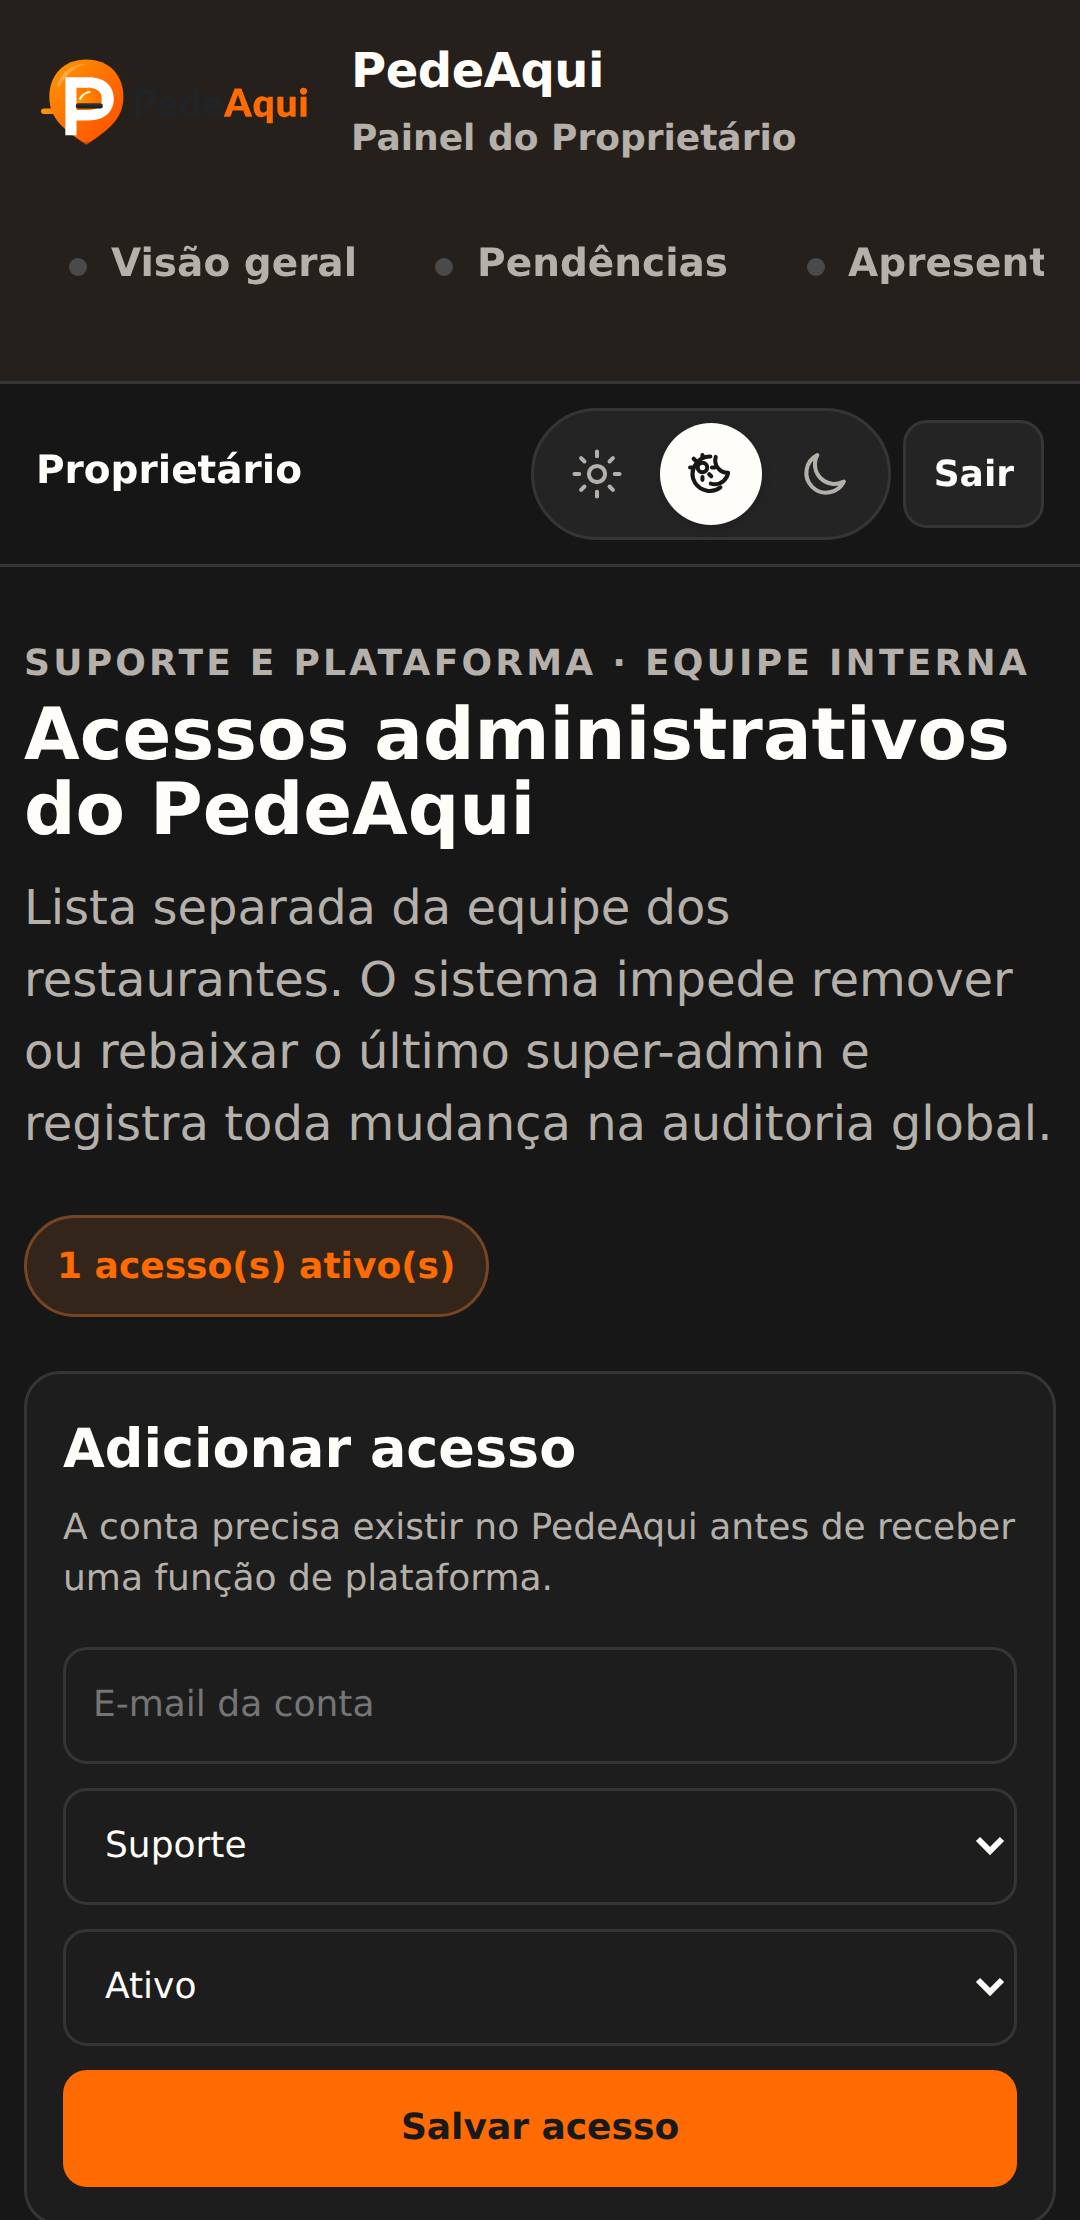 PedeAqui
PedeAqui
Painel do Proprietário
Visão geral
Pendências
Apresent
Proprietário
Sair
SUPORTE E PLATAFORMA · EQUIPE INTERNA
Acessos administrativos
do PedeAqui
Lista separada da equipe dos
restaurantes. O sistema impede remover
ou rebaixar o último super-admin e
registra toda mudança na auditoria global.
1 acesso(s) ativo(s)
Adicionar acesso
A conta precisa existir no PedeAqui antes de receber
uma função de plataforma.
E-mail da conta
Suporte
Ativo
Salvar acesso